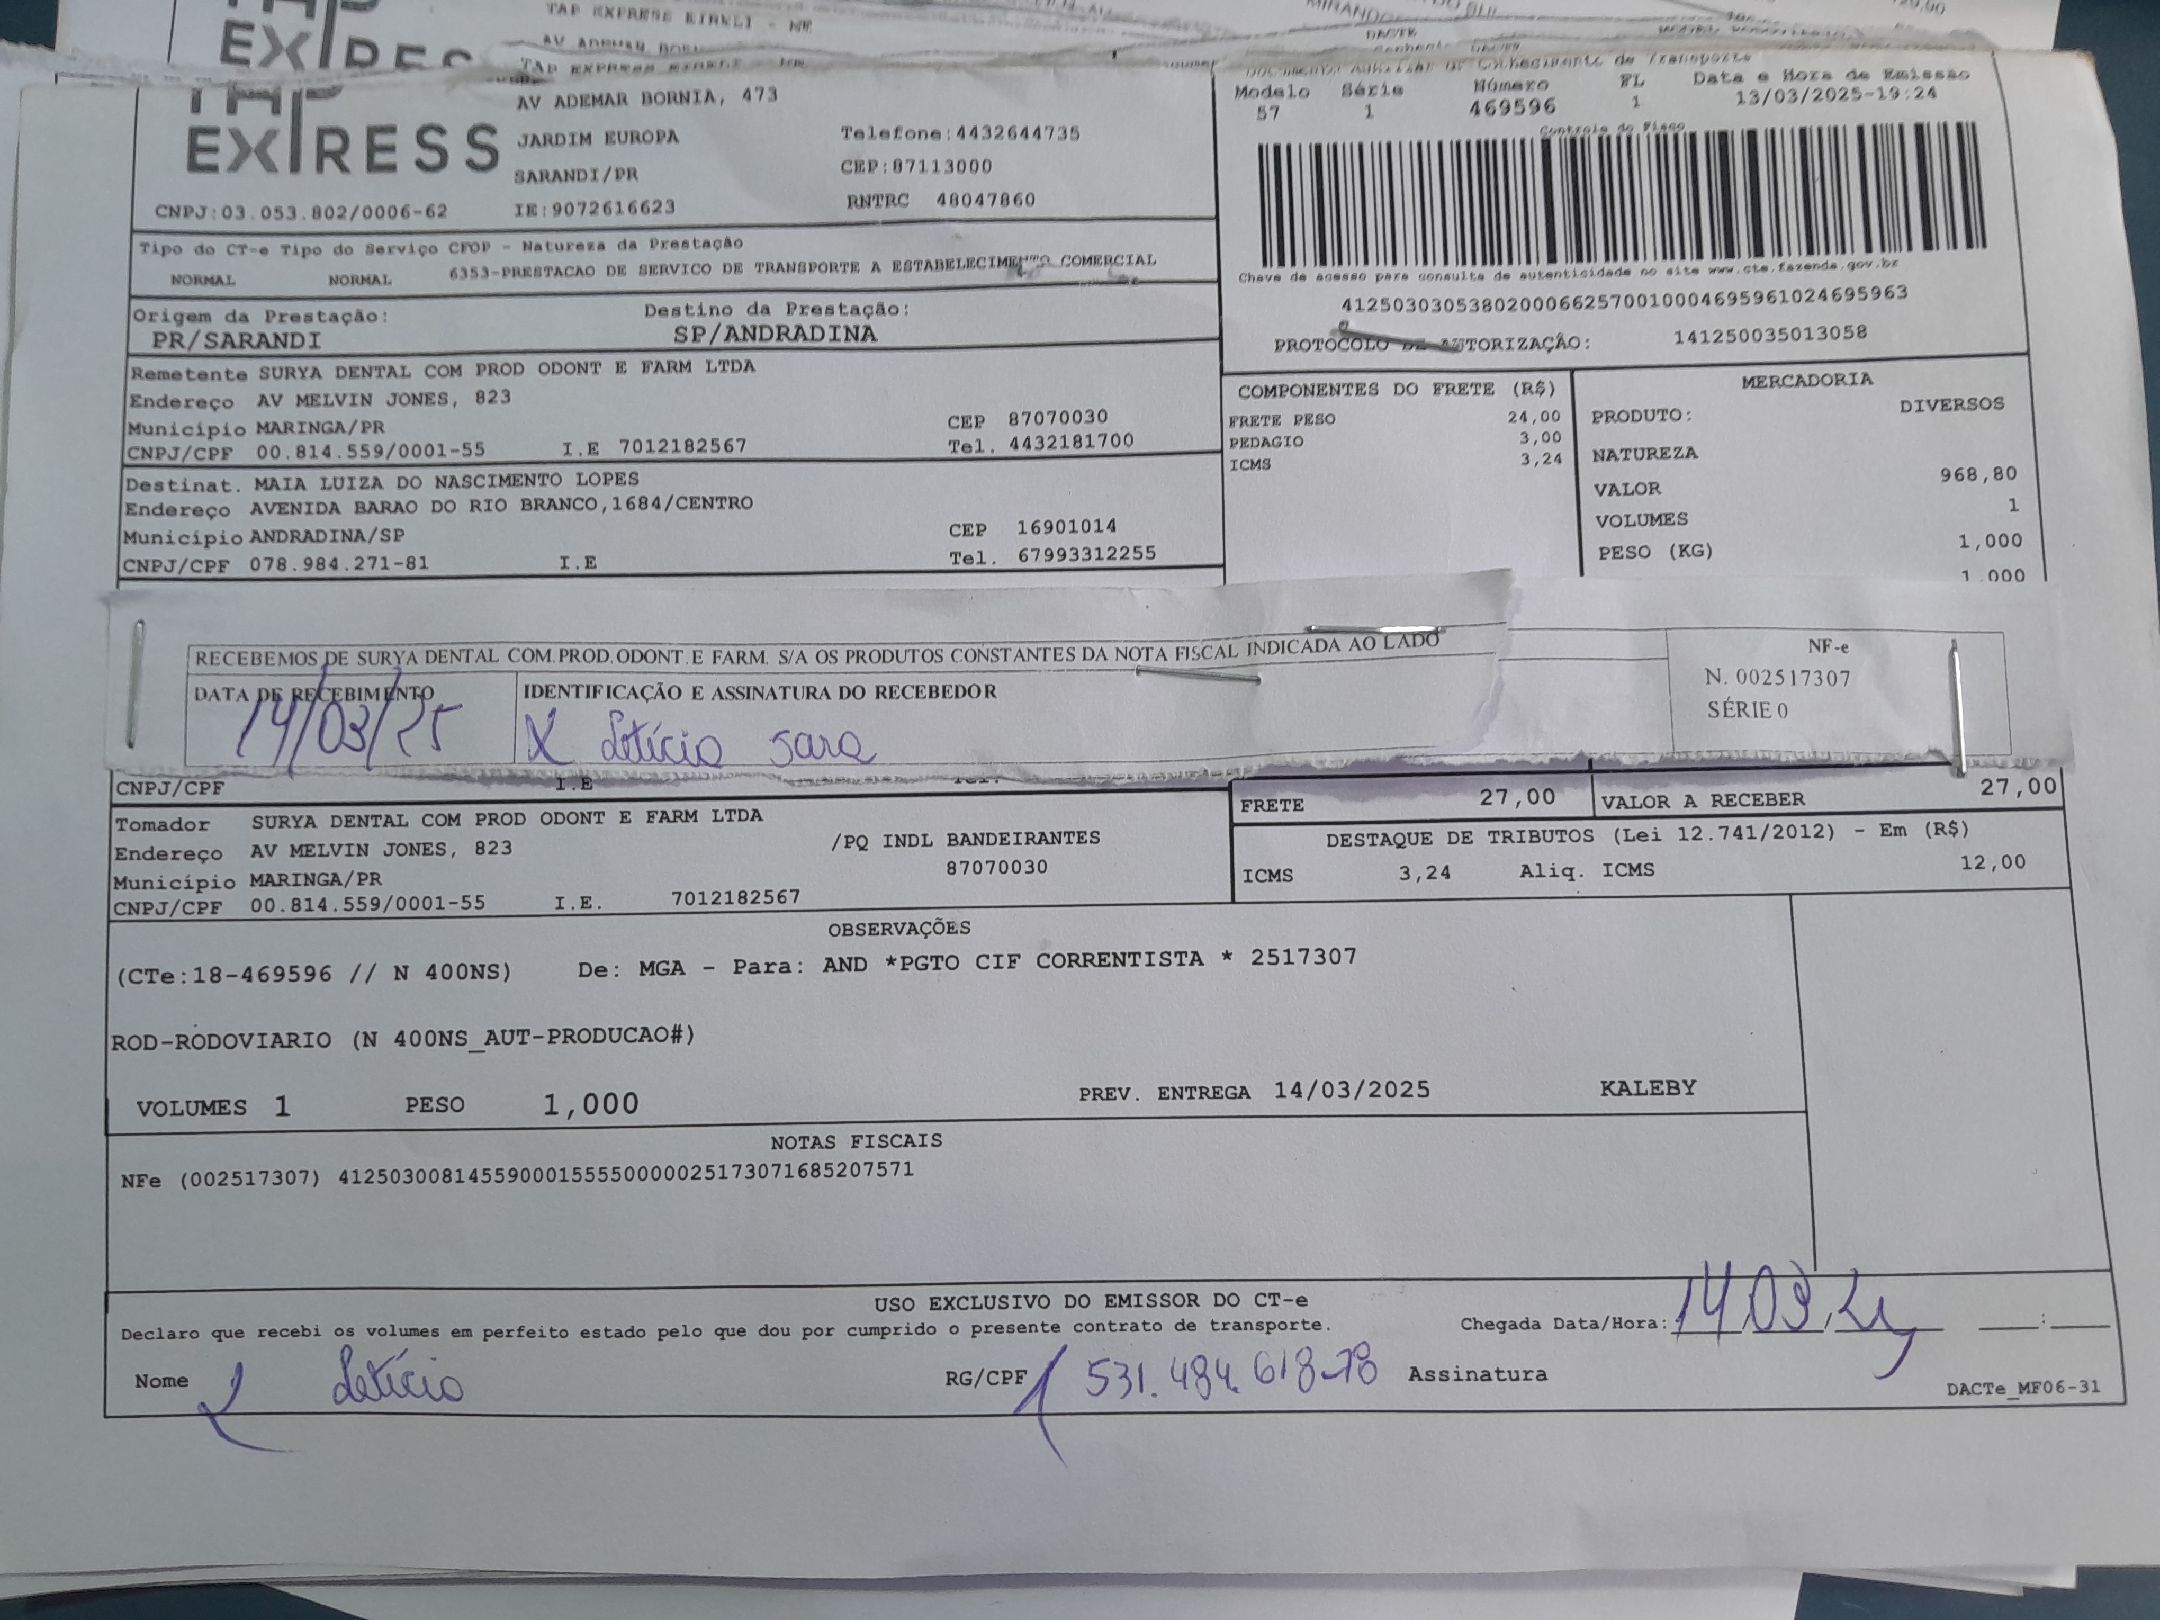 EXPRESS
TAP EXPRESS EIRELI - ME
TAP EXPRESS
AV ADEMAR BORNIA, 473
JARDIM EUROPA
Telefone:4432644735
SARANDI/PR
CEP:87113000
CNPJ:03.053.802/0006-62
IE:9072616623
RNTRC 48047860
Documento Auxiliar do Conhecimento de Transporte
Modelo Série Número FL Data e Hora de Emissão
57 1 469596 1 13/03/2025-19:24
Controle do Fisco
Chave de acesso para consulta de autenticidade no site www.cte.fazenda.gov.br
41250303053802000662570010004695961024695963
PROTOCOLO DE AUTORIZAÇÃO: 141250035013058
Tipo do CT-e Tipo do Serviço CFOP - Natureza da Prestação
NORMAL NORMAL 6353-PRESTACAO DE SERVICO DE TRANSPORTE A ESTABELECIMENTO COMERCIAL
Origem da Prestação: Destino da Prestação:
PR/SARANDI SP/ANDRADINA
Remetente SURYA DENTAL COM PROD ODONT E FARM LTDA
Endereço AV MELVIN JONES, 823
Município MARINGA/PR CEP 87070030
CNPJ/CPF 00.814.559/0001-55 I.E 7012182567 Tel. 4432181700
Destinat. MAIA LUIZA DO NASCIMENTO LOPES
Endereço AVENIDA BARAO DO RIO BRANCO,1684/CENTRO
Município ANDRADINA/SP CEP 16901014
CNPJ/CPF 078.984.271-81 I.E Tel. 67993312255
COMPONENTES DO FRETE (R$)
FRETE PESO 24,00
PEDAGIO 3,00
ICMS 3,24
MERCADORIA
PRODUTO: DIVERSOS
NATUREZA
VALOR 968,80
VOLUMES 1
PESO (KG) 1,000
1,000
RECEBEMOS DE SURYA DENTAL COM.PROD.ODONT.E FARM. S/A OS PRODUTOS CONSTANTES DA NOTA FISCAL INDICADA AO LADO
DATA DE RECEBIMENTO IDENTIFICAÇÃO E ASSINATURA DO RECEBEDOR
14/03/25 X Letícia Sara
NF-e
N. 002517307
SÉRIE 0
CNPJ/CPF I.E
FRETE 27,00 VALOR A RECEBER 27,00
Tomador SURYA DENTAL COM PROD ODONT E FARM LTDA
Endereço AV MELVIN JONES, 823 /PQ INDL BANDEIRANTES
Município MARINGA/PR 87070030
CNPJ/CPF 00.814.559/0001-55 I.E. 7012182567
DESTAQUE DE TRIBUTOS (Lei 12.741/2012) - Em (R$)
ICMS 3,24 Aliq. ICMS 12,00
OBSERVAÇÕES
(CTe:18-469596 // N 400NS) De: MGA - Para: AND *PGTO CIF CORRENTISTA * 2517307
ROD-RODOVIARIO (N 400NS_AUT-PRODUCAO#)
VOLUMES 1 PESO 1,000 PREV. ENTREGA 14/03/2025 KALEBY
NOTAS FISCAIS
NFe (002517307) 41250300814559000155550000025173071685207571
USO EXCLUSIVO DO EMISSOR DO CT-e
Declaro que recebi os volumes em perfeito estado pelo que dou por cumprido o presente contrato de transporte. Chegada Data/Hora: 14 03 __:__
Nome Letícia RG/CPF 531.484.618-78 Assinatura
DACTe_MF06-31